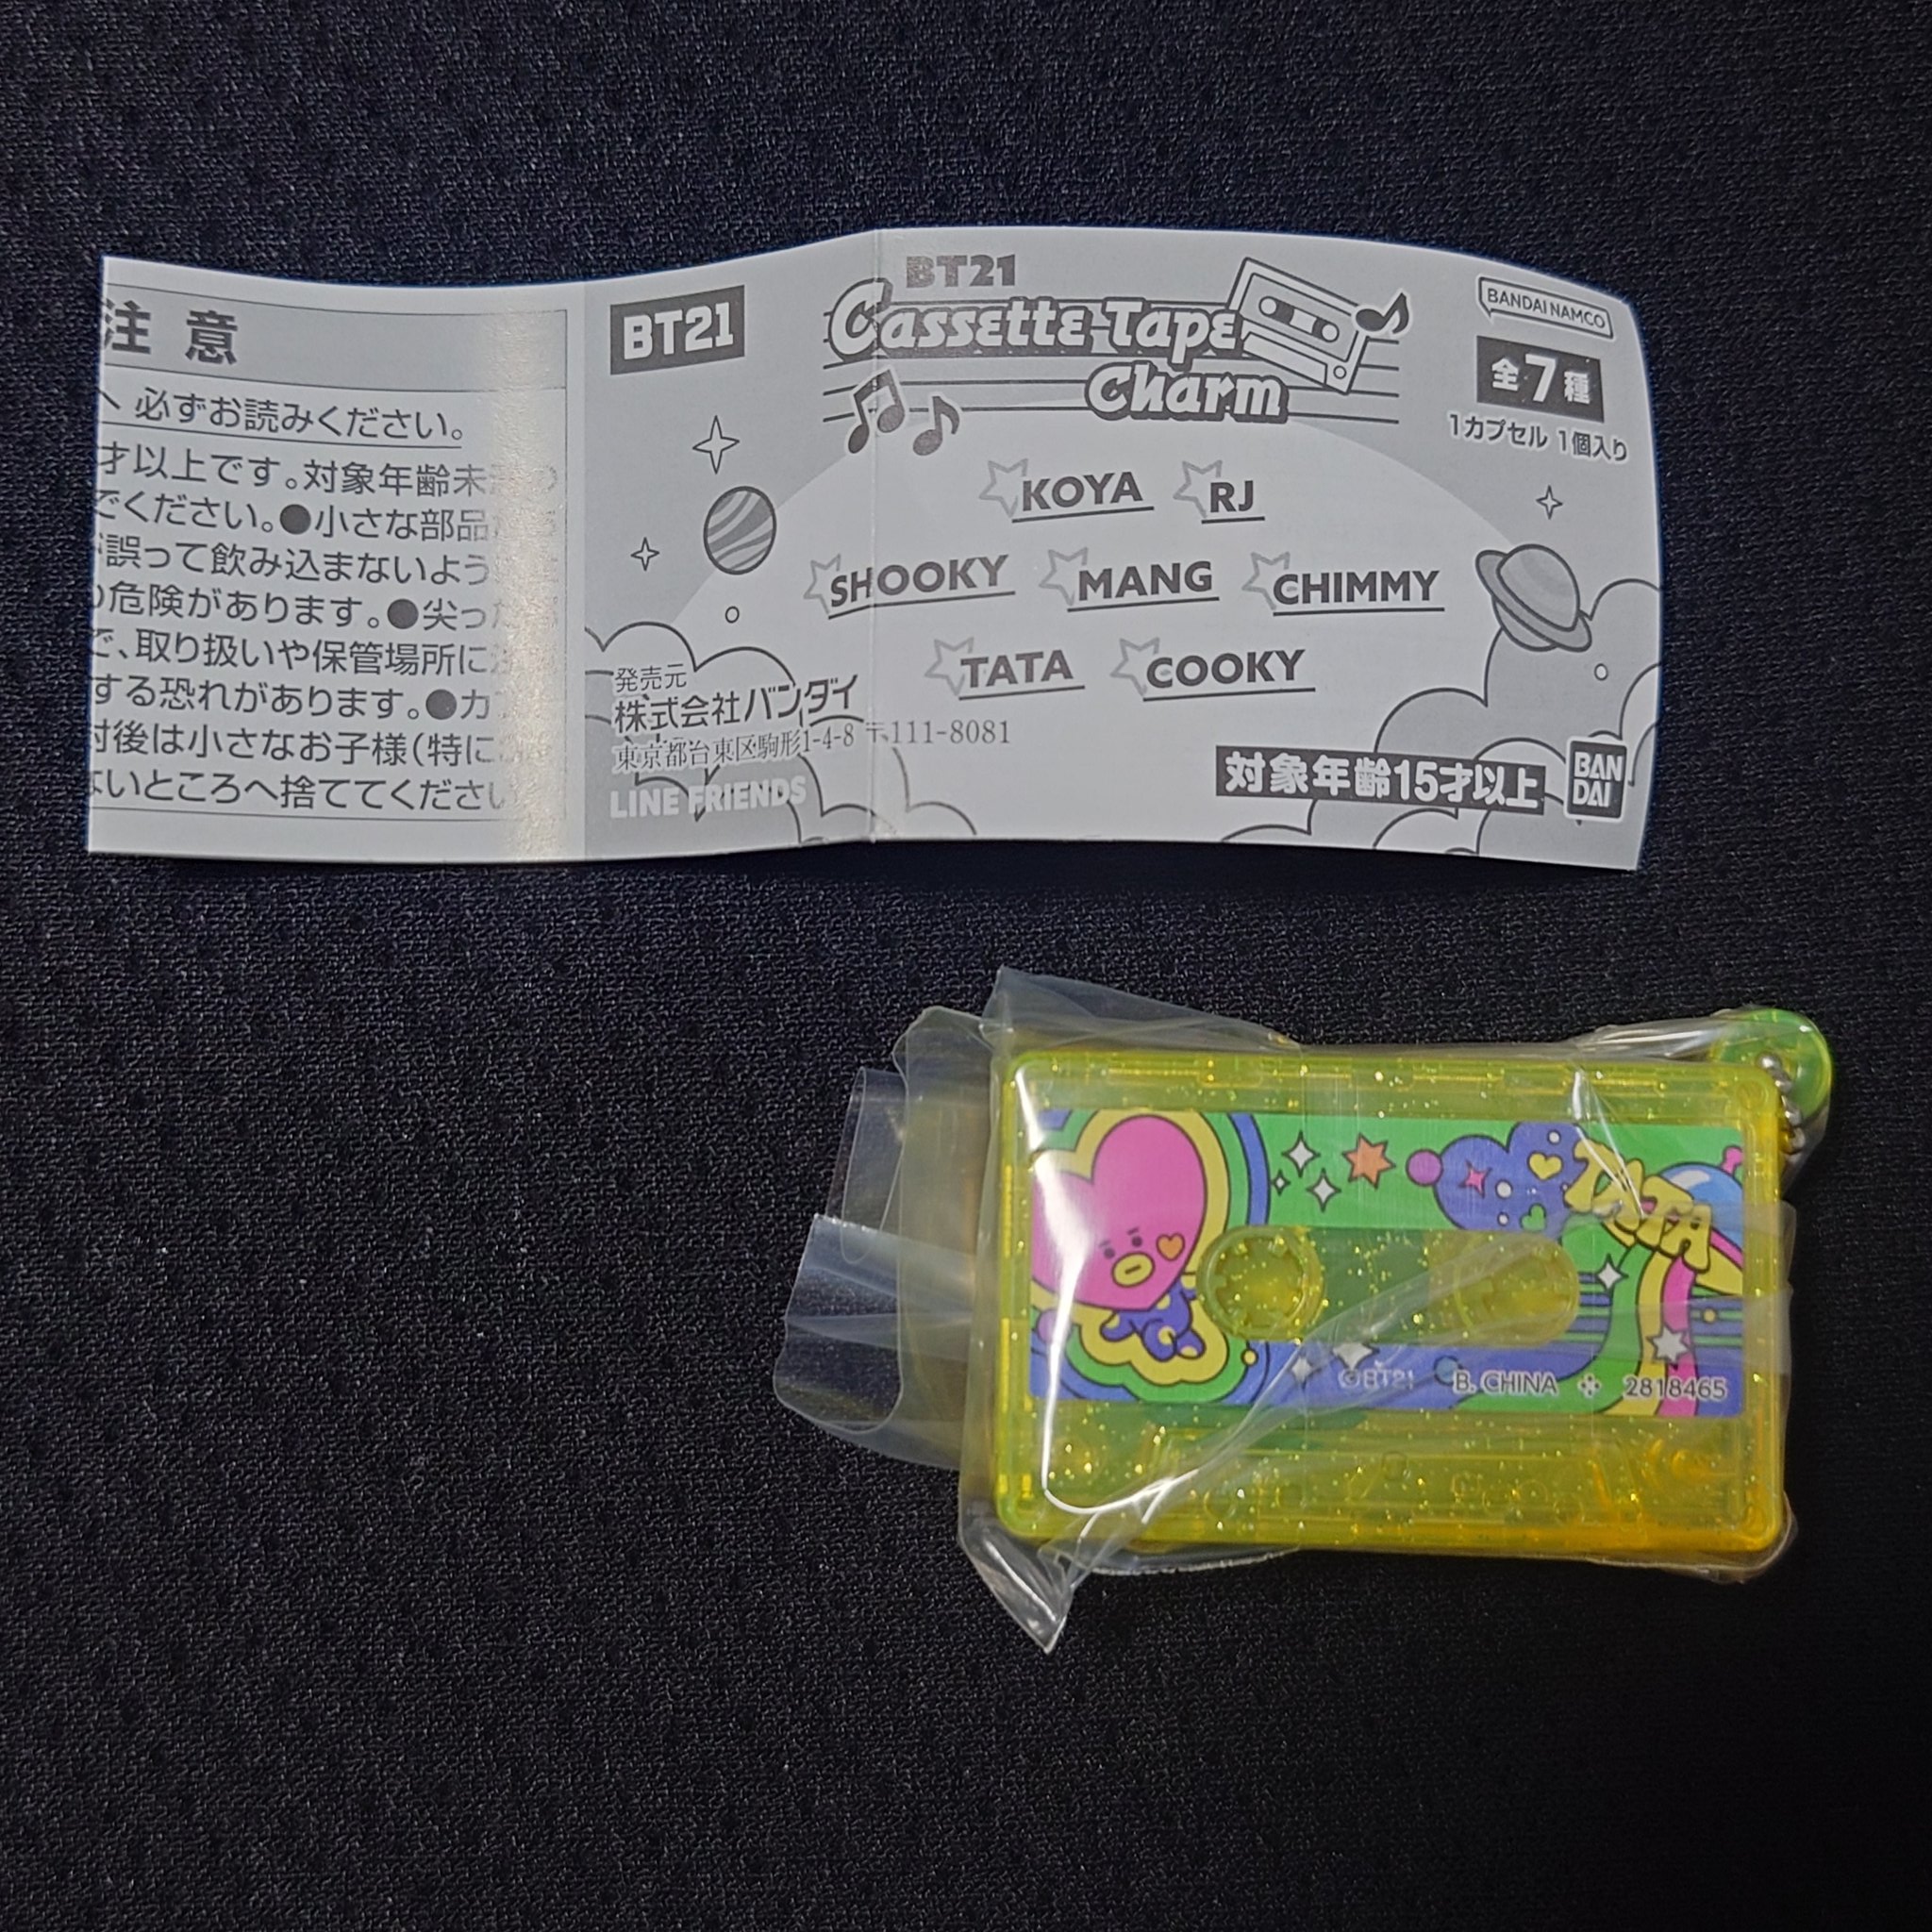 注意
必ずお読みください。
才以上です。対象年齢未
でください。●小さな部品
誤って飲み込まないよう
の危険があります。●尖った
で、取り扱いや保管場所に注
する恐れがあります。●カ
封後は小さなお子様(特に
ないところへ捨ててください
BT21
BT21
Cassette Tape
Charm
BANDAI NAMCO
全7種
1カプセル 1個入り
KOYA RJ
SHOOKY MANG CHIMMY
TATA COOKY
発売元
株式会社バンダイ
東京都台東区駒形1-4-8 〒111-8081
LINE FRIENDS
対象年齢15才以上
BAN
DAI
TATA
©BT21 B. CHINA 2818465